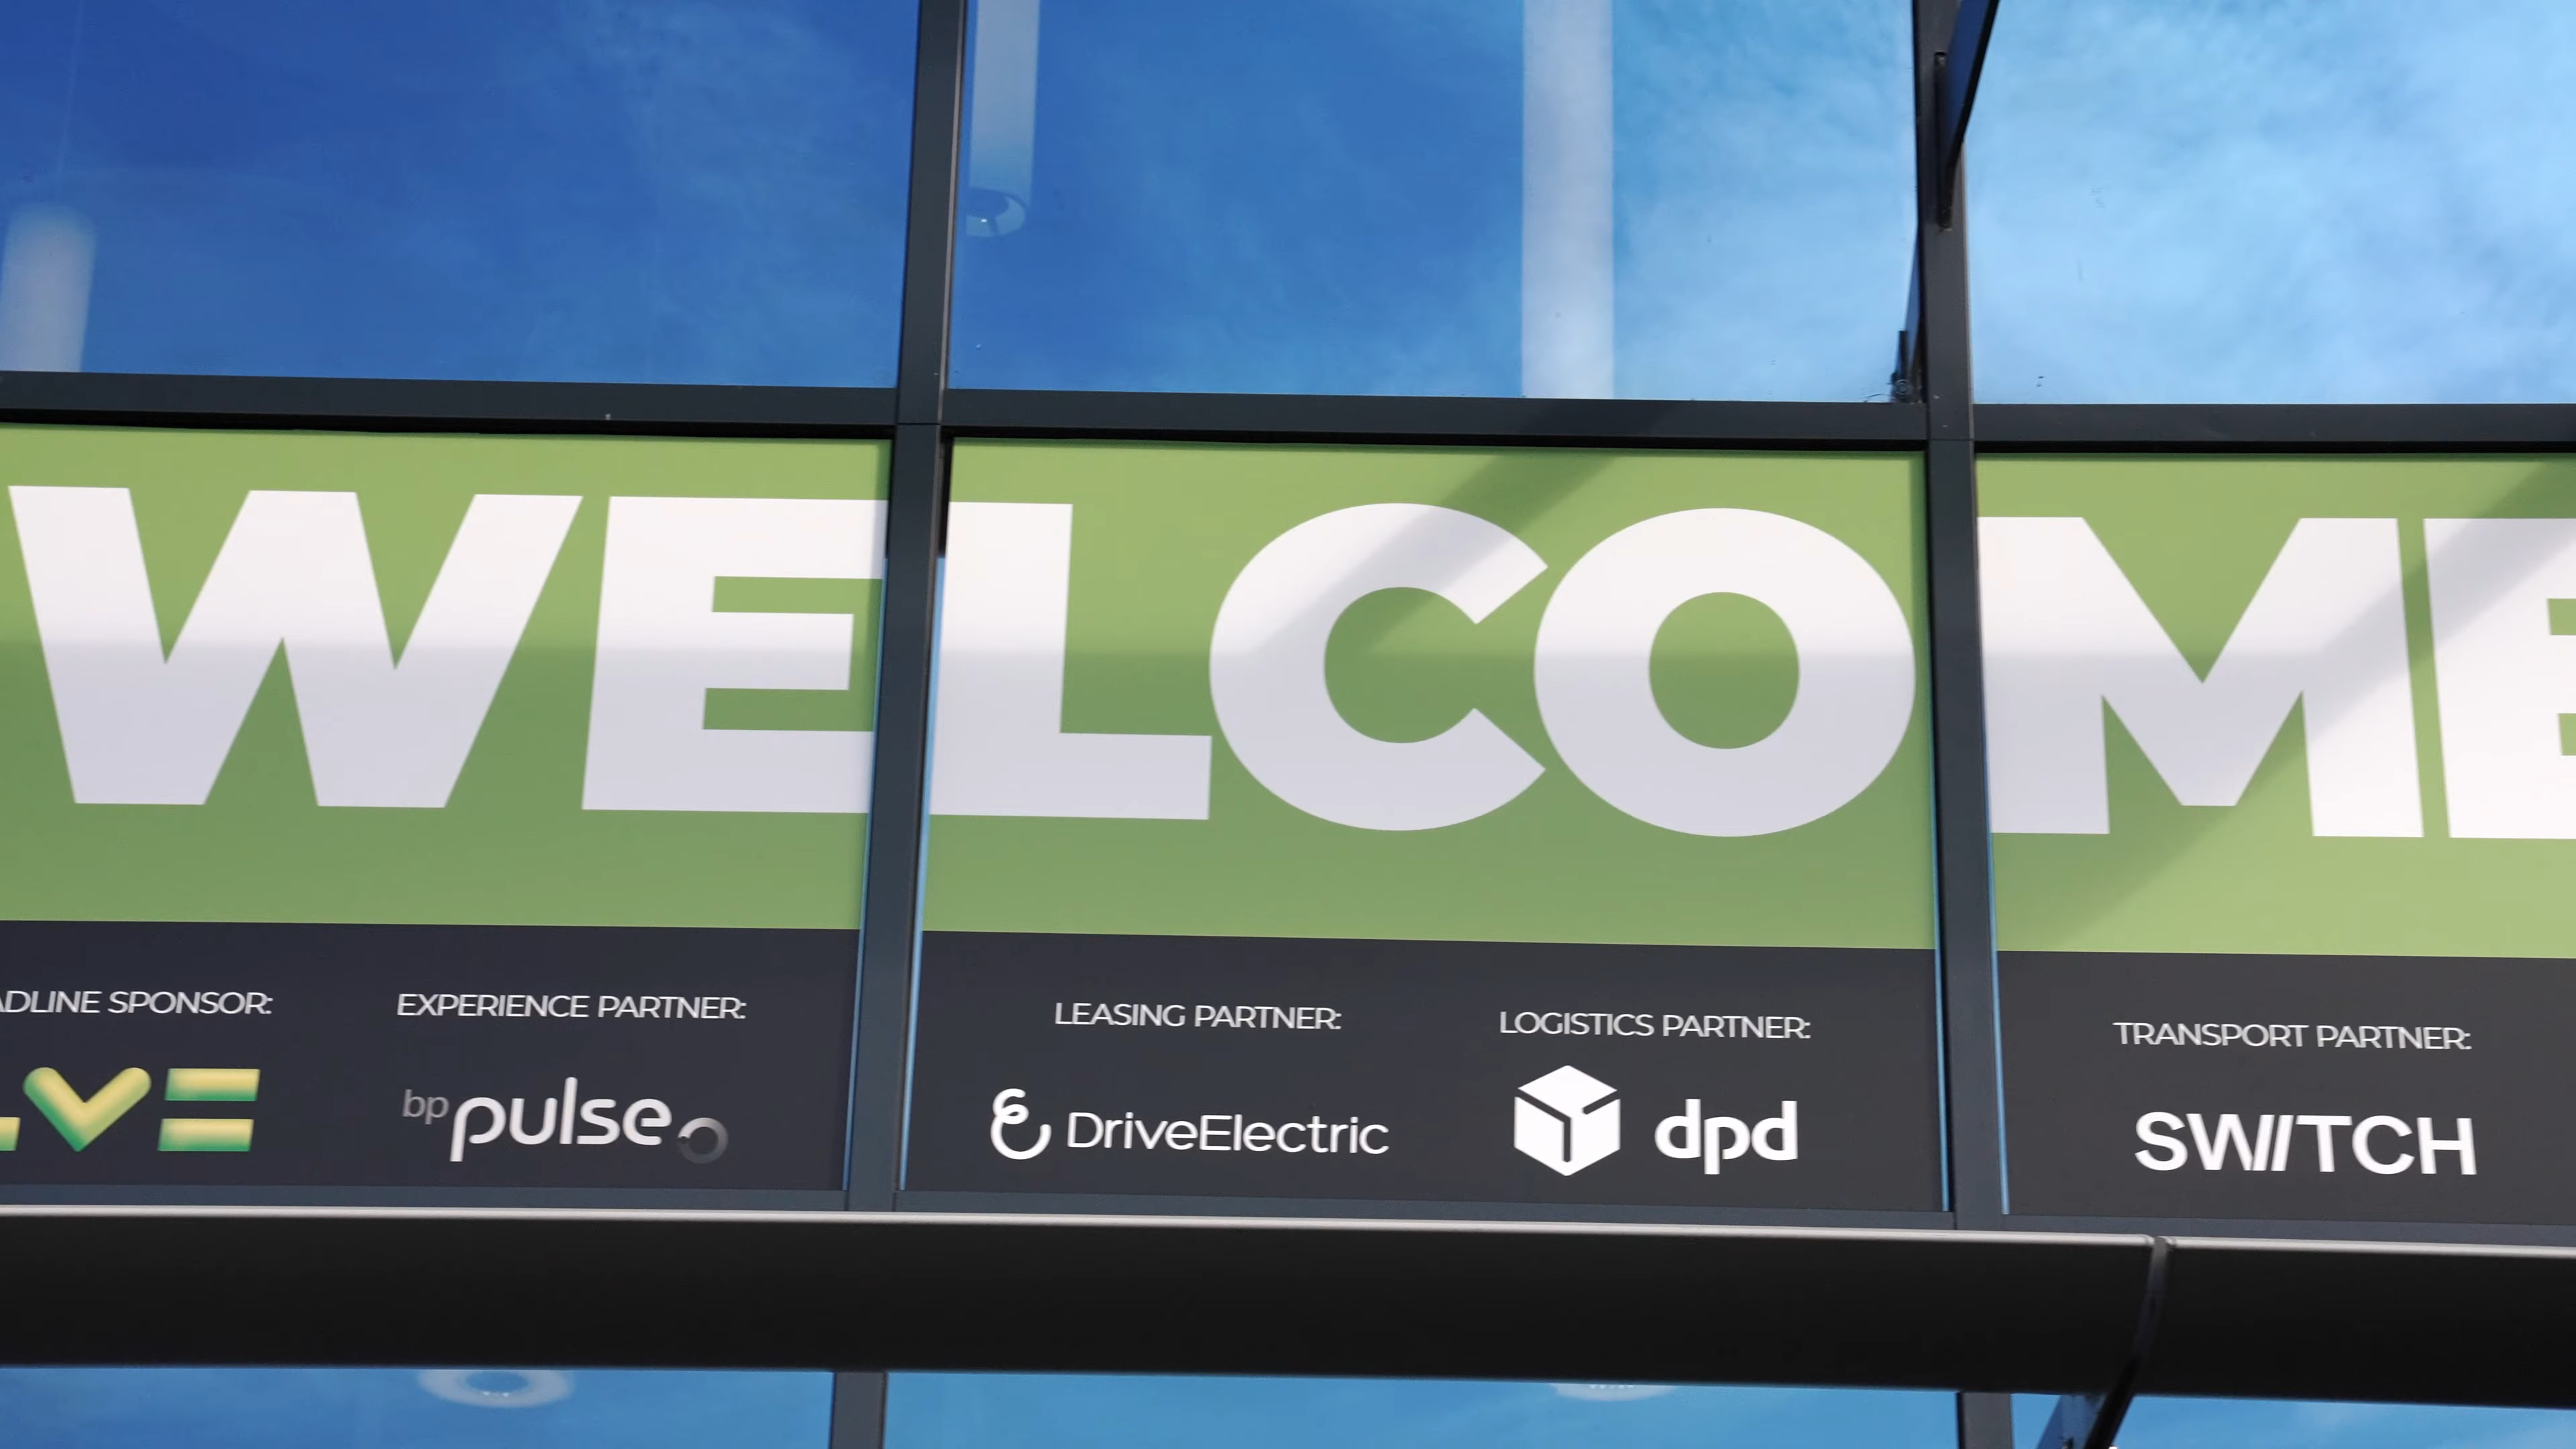 WELCOME
ADLINE SPONSOR: EXPERIENCE PARTNER: LEASING PARTNER: LOGISTICS PARTNER: TRANSPORT PARTNER:
bp pulse DriveElectric dpd SWITCH